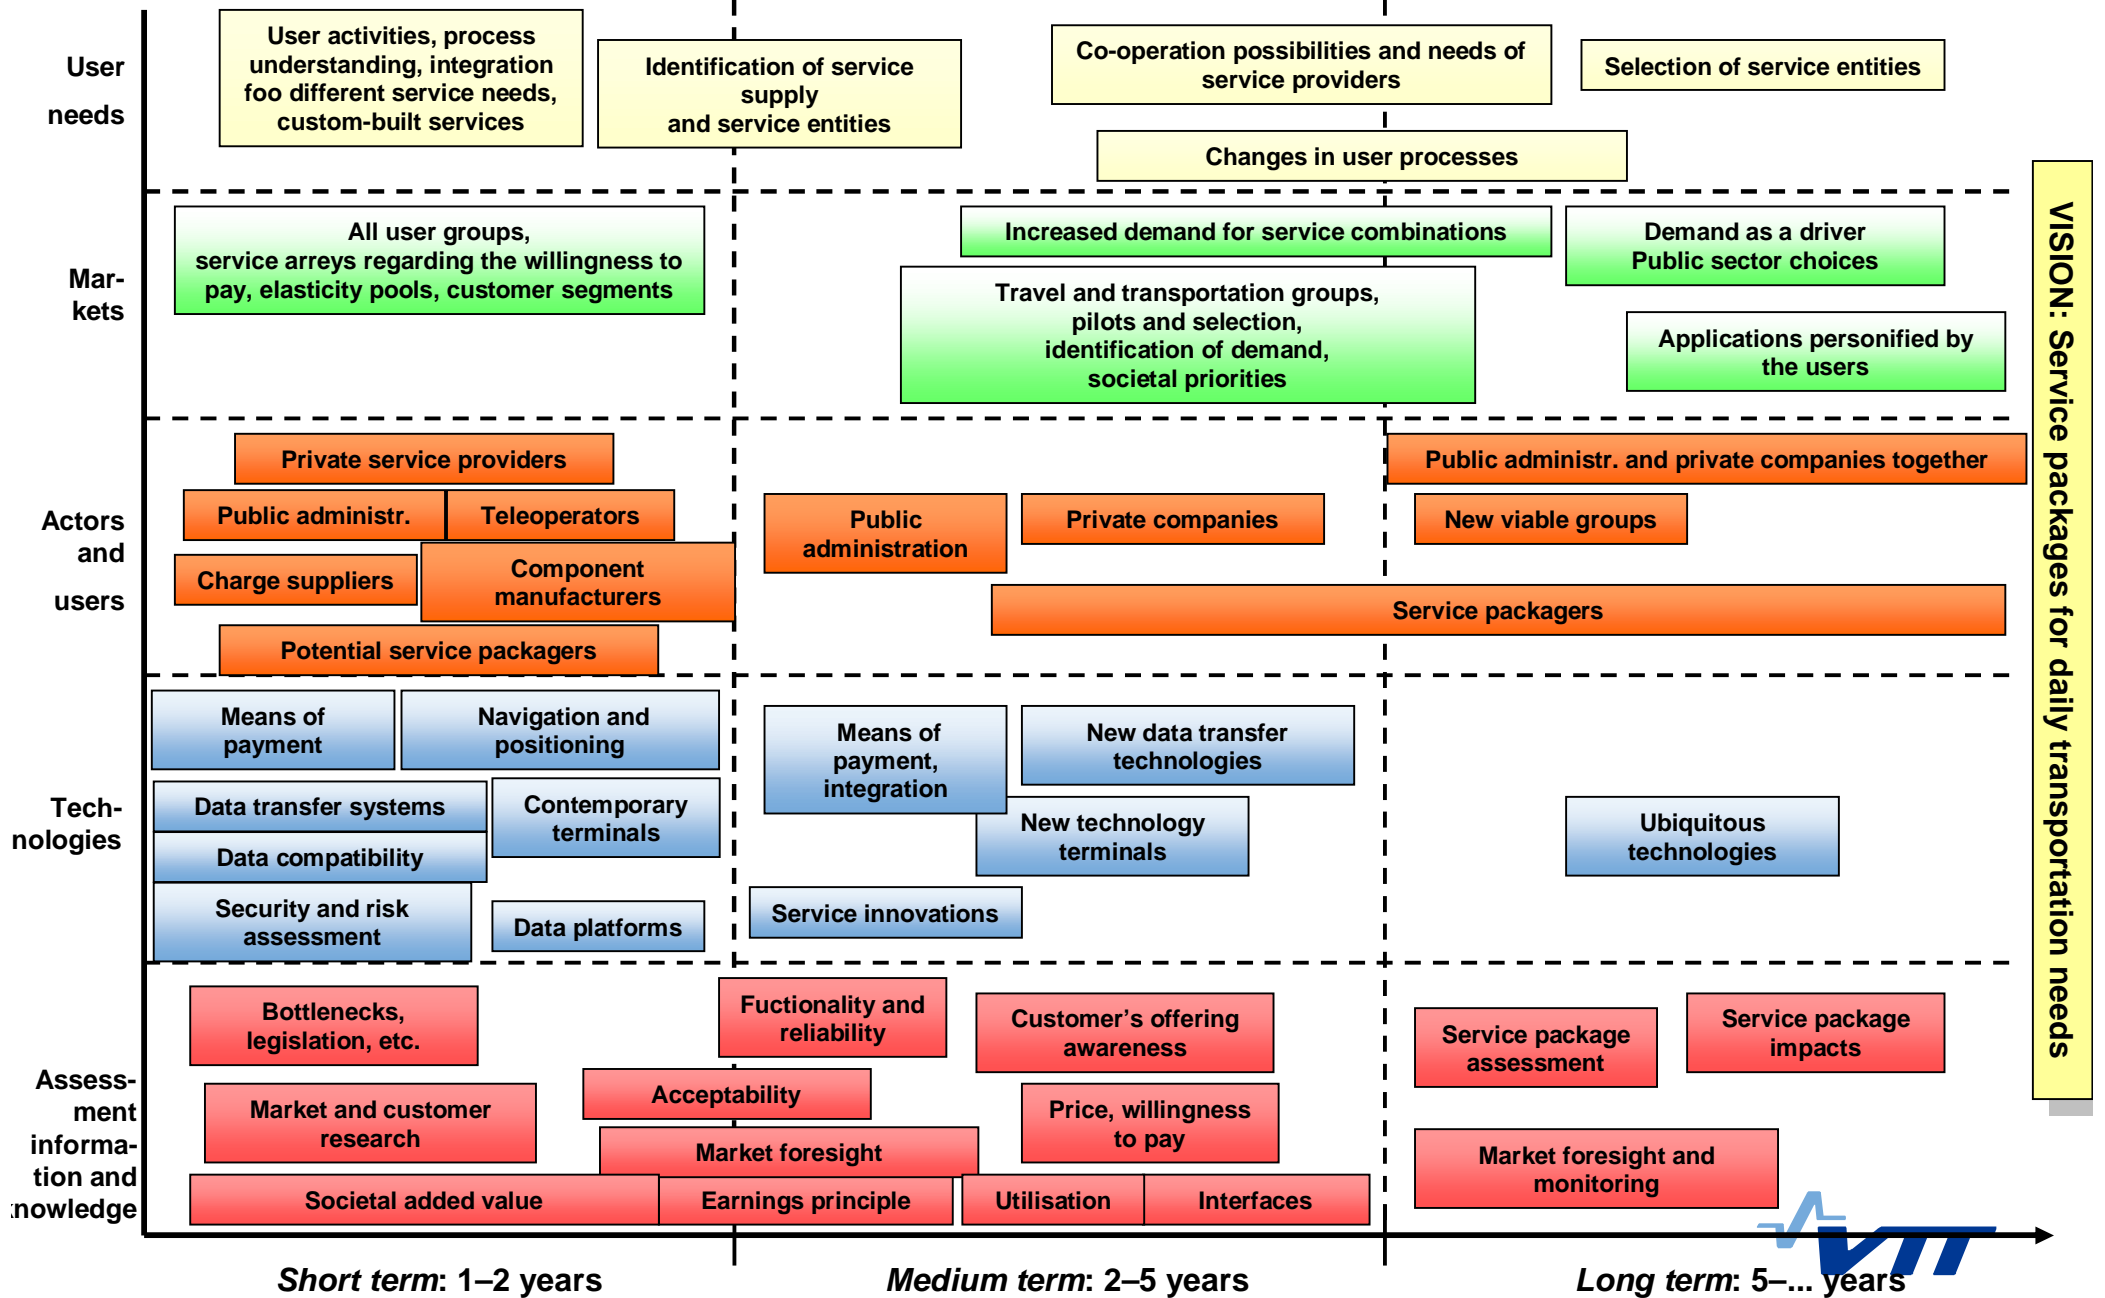 User
needs
User activities, process
understanding, integration
foo different service needs,
custom-built services
Identification of service
supply
and service entities
Co-operation possibilities and needs of
service providers
Selection of service entities
Changes in user processes
Mar-
kets
All user groups,
service arreys regarding the willingness to
pay, elasticity pools, customer segments
Increased demand for service combinations
Travel and transportation groups,
pilots and selection,
identification of demand,
societal priorities
Demand as a driver
Public sector choices
Applications personified by
the users
Actors
and
users
Private service providers
Public administr.
Teleoperators
Charge suppliers
Component
manufacturers
Potential service packagers
Public
administration
Private companies
Public administr. and private companies together
New viable groups
Service packagers
Tech-
nologies
Means of
payment
Navigation and
positioning
Data transfer systems
Contemporary
terminals
Data compatibility
Security and risk
assessment
Data platforms
Means of
payment,
integration
New data transfer
technologies
New technology
terminals
Service innovations
Ubiquitous
technologies
Assess-
ment
informa-
tion and
knowledge
Bottlenecks,
legislation, etc.
Market and customer
research
Societal added value
Fuctionality and
reliability
Acceptability
Market foresight
Earnings principle
Customer's offering
awareness
Price, willingness
to pay
Utilisation
Interfaces
Service package
assessment
Service package
impacts
Market foresight and
monitoring
VISION: Service packages for daily transportation needs
VTT
Short term: 1–2 years
Medium term: 2–5 years
Long term: 5–... years